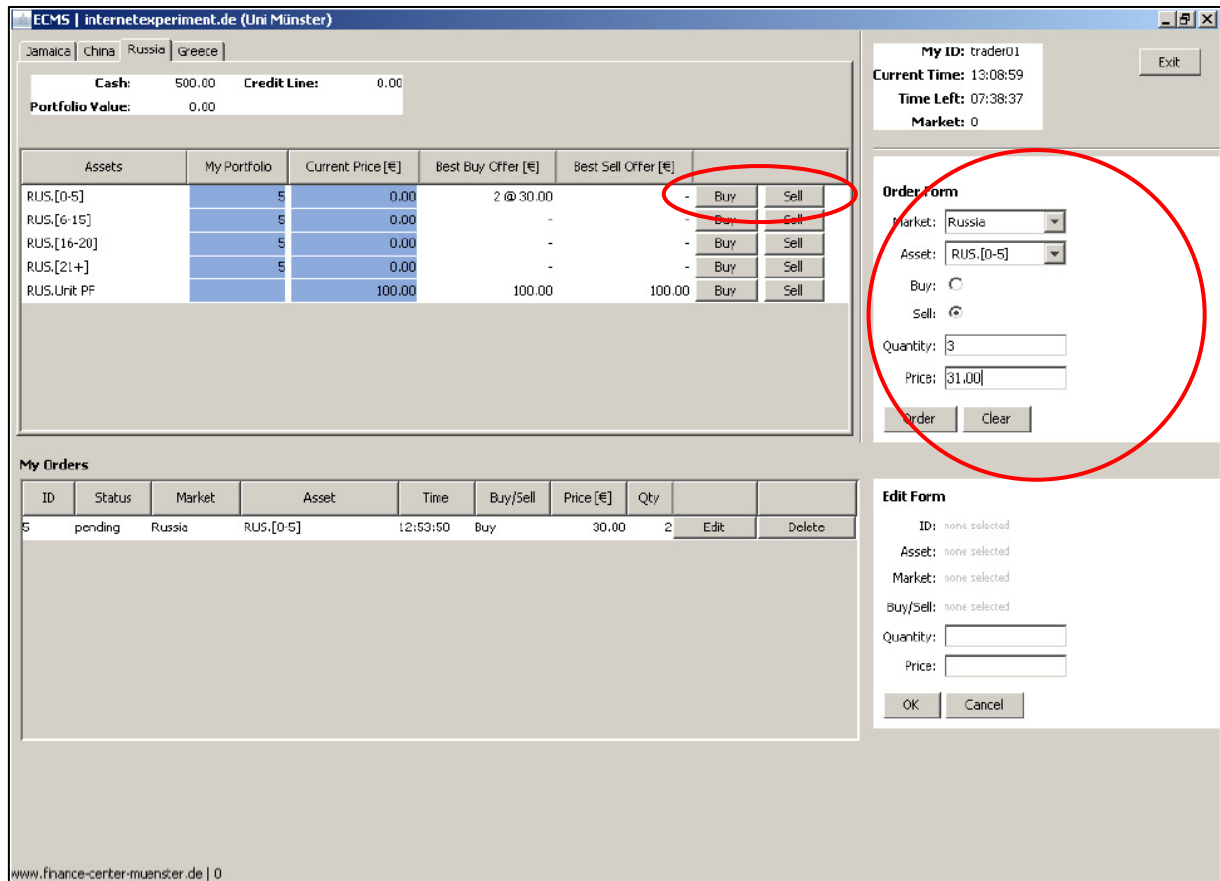 ECMS | internetexperiment.de (Uni Münster)
Jamaica China Russia Greece
Cash: 500.00 Credit Line: 0.00
Portfolio Value: 0.00
My ID: trader01
Current Time: 13:08:59
Time Left: 07:38:37
Market: 0
Exit
Assets My Portfolio Current Price [€] Best Buy Offer [€] Best Sell Offer [€]
RUS.[0-5] 5 0.00 2 @ 30.00 - Buy Sell
RUS.[6-15] 5 0.00 - - Buy Sell
RUS.[16-20] 5 0.00 - - Buy Sell
RUS.[21+] 5 0.00 - - Buy Sell
RUS.Unit PF 100.00 100.00 100.00 Buy Sell
Order Form
Market: Russia
Asset: RUS.[0-5]
Buy:
Sell:
Quantity: 3
Price: 31.00
Order Clear
My Orders
ID Status Market Asset Time Buy/Sell Price [€] Qty
5 pending Russia RUS.[0-5] 12:53:50 Buy 30.00 2 Edit Delete
Edit Form
ID: none selected
Asset: none selected
Market: none selected
Buy/Sell: none selected
Quantity:
Price:
OK Cancel
www.finance-center-muenster.de | 0